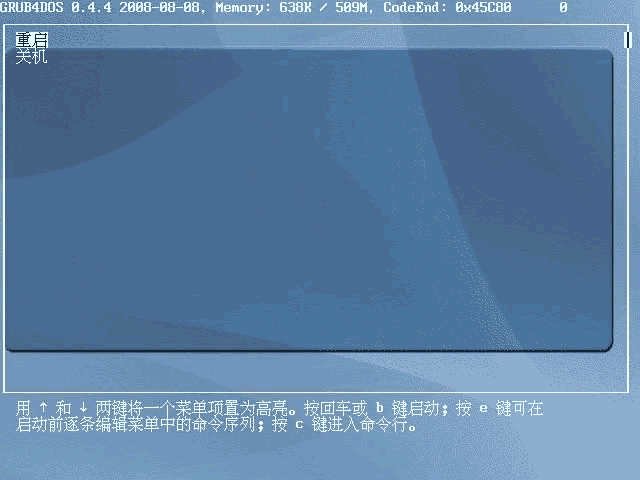 GRUB4DOS 0.4.4 2008-08-08, Memory: 638K / 509M, CodeEnd: 0x45C80 0
重启
关机
用 ↑ 和 ↓ 两键将一个菜单项置为高亮。按回车或 b 键启动；按 e 键可在
启动前逐条编辑菜单中的命令序列；按 c 键进入命令行。